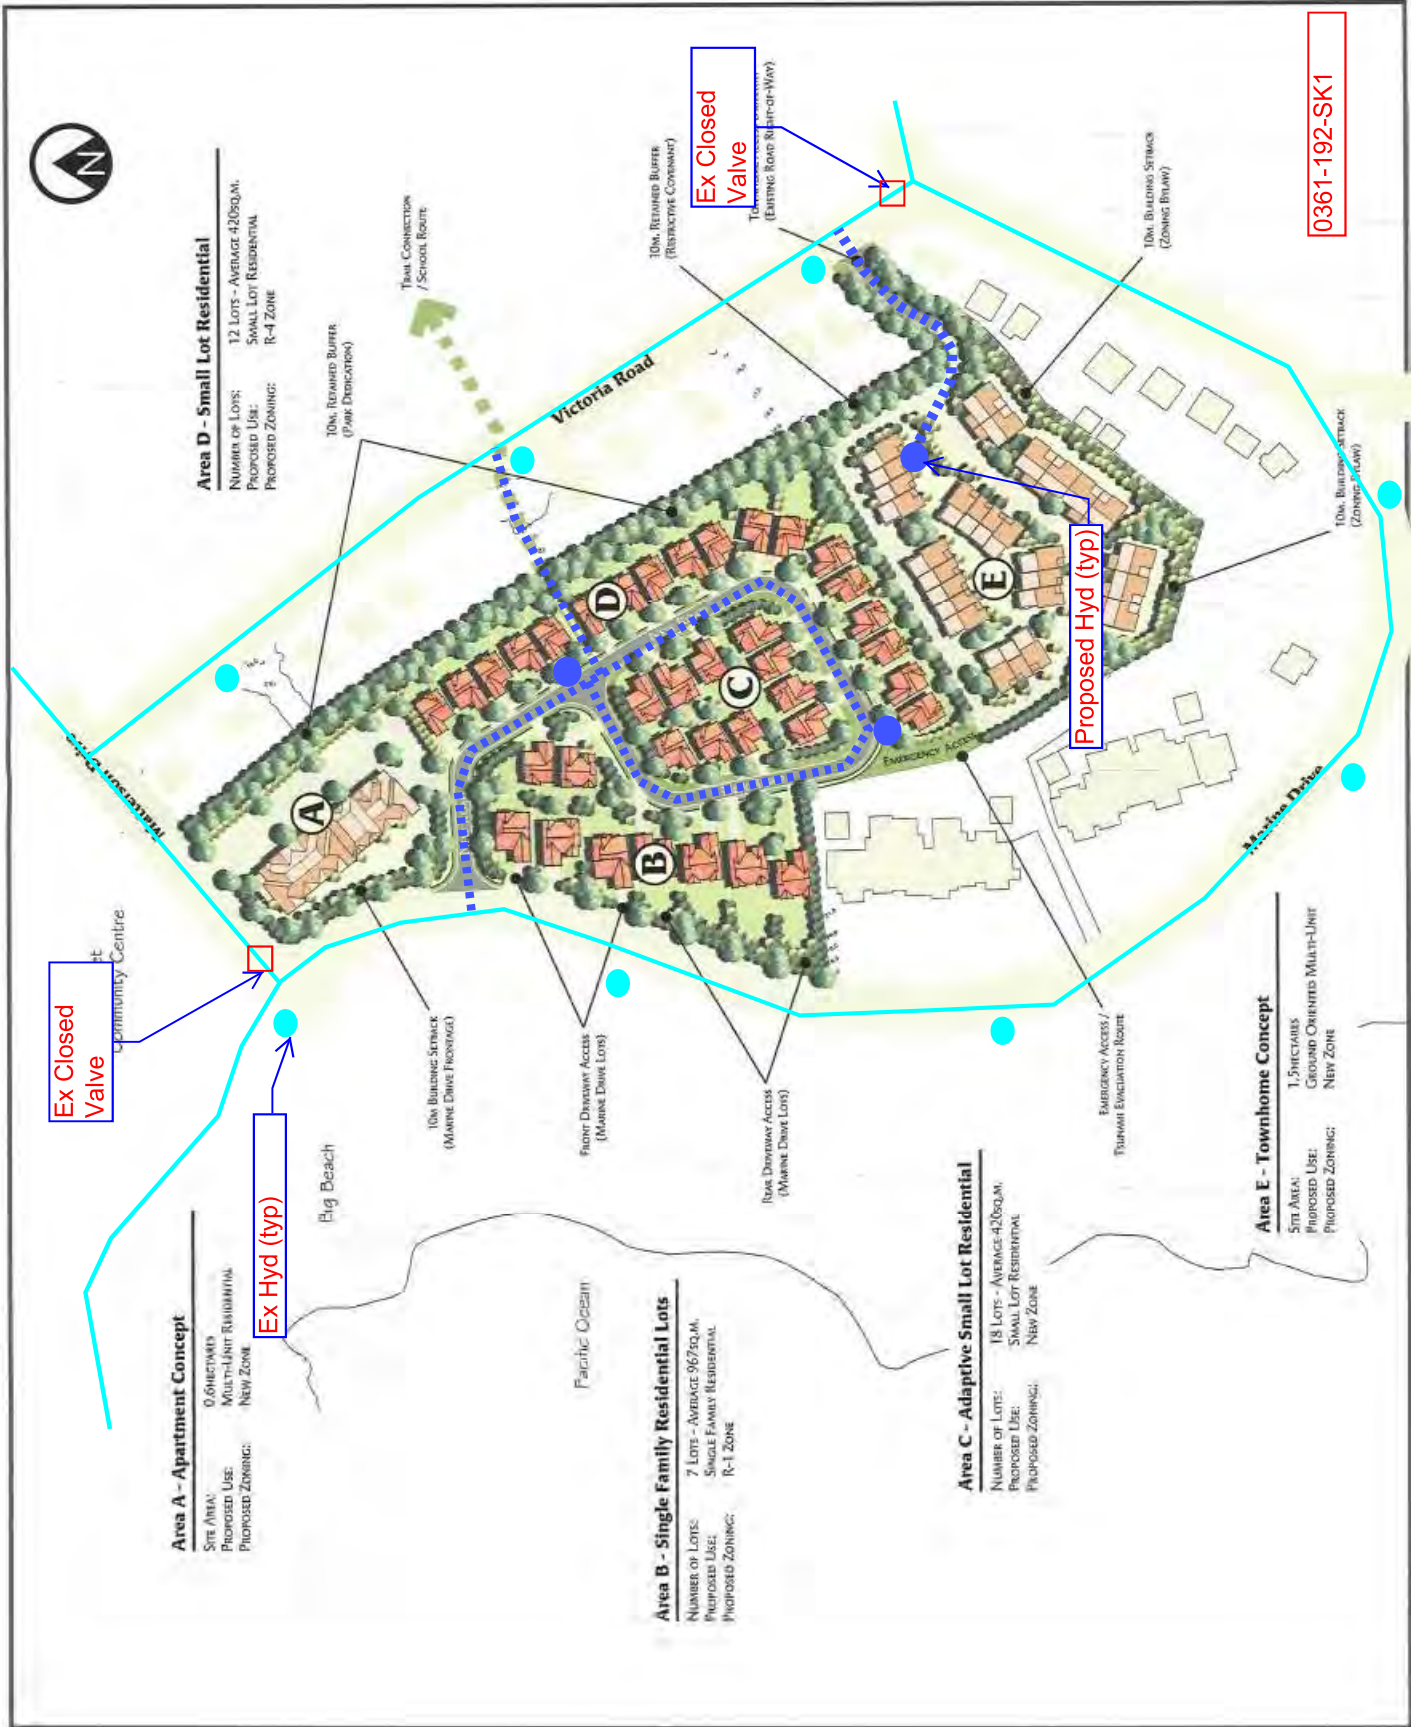 N
Area D - Small Lot Residential
NUMBER OF LOTS: 12 LOTS - AVERAGE 420SQ.M.
PROPOSED USE: SMALL LOT RESIDENTIAL
PROPOSED ZONING: R-4 ZONE
TRAIL CONNECTION
/ SCHOOL ROUTE
10M. RETAINED BUFFER
(PARK DEDICATION)
10M. RETAINED BUFFER
(RESTRICTIVE COVENANT)
Ex Closed
Valve
(EXISTING ROAD RIGHT-OF-WAY)
10M. BUILDING SETBACK
(ZONING BYLAW)
0361-192-SK1
Victoria Road
10M. BUILDING SETBACK
(ZONING BYLAW)
Proposed Hyd (typ)
A
B
C
D
E
EMERGENCY ACCESS
Marine Drive
Community Centre
Ex Closed
Valve
Ex Hyd (typ)
Big Beach
Pacific Ocean
10M BUILDING SETBACK
(MARINE DRIVE FRONTAGE)
FRONT DRIVEWAY ACCESS
(MARINE DRIVE LOTS)
REAR DRIVEWAY ACCESS
(MARINE DRIVE LOTS)
EMERGENCY ACCESS /
TSUNAMI EVACUATION ROUTE
Area A - Apartment Concept
SITE AREA: 0.6HECTARES
PROPOSED USE: MULTI-UNIT RESIDENTIAL
PROPOSED ZONING: NEW ZONE
Area B - Single Family Residential Lots
NUMBER OF LOTS: 7 LOTS - AVERAGE 967SQ.M.
PROPOSED USE: SINGLE FAMILY RESIDENTIAL
PROPOSED ZONING: R-1 ZONE
Area C - Adaptive Small Lot Residential
NUMBER OF LOTS: 18 LOTS - AVERAGE 420SQ.M.
PROPOSED USE: SMALL LOT RESIDENTIAL
PROPOSED ZONING: NEW ZONE
Area E - Townhome Concept
SITE AREA: 1.5HECTARES
PROPOSED USE: GROUND ORIENTED MULTI-UNIT
PROPOSED ZONING: NEW ZONE